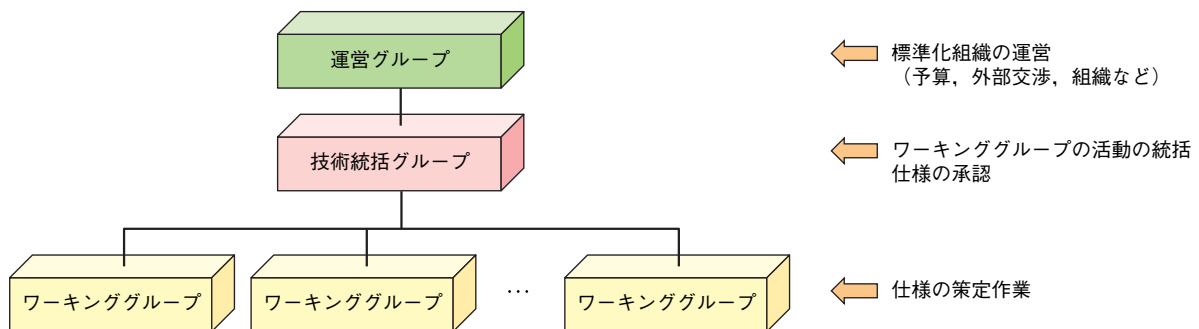 運営グループ
標準化組織の運営
（予算，外部交渉，組織など）
技術統括グループ
ワーキンググループの活動の統括
仕様の承認
ワーキンググループ
ワーキンググループ
…
ワーキンググループ
仕様の策定作業